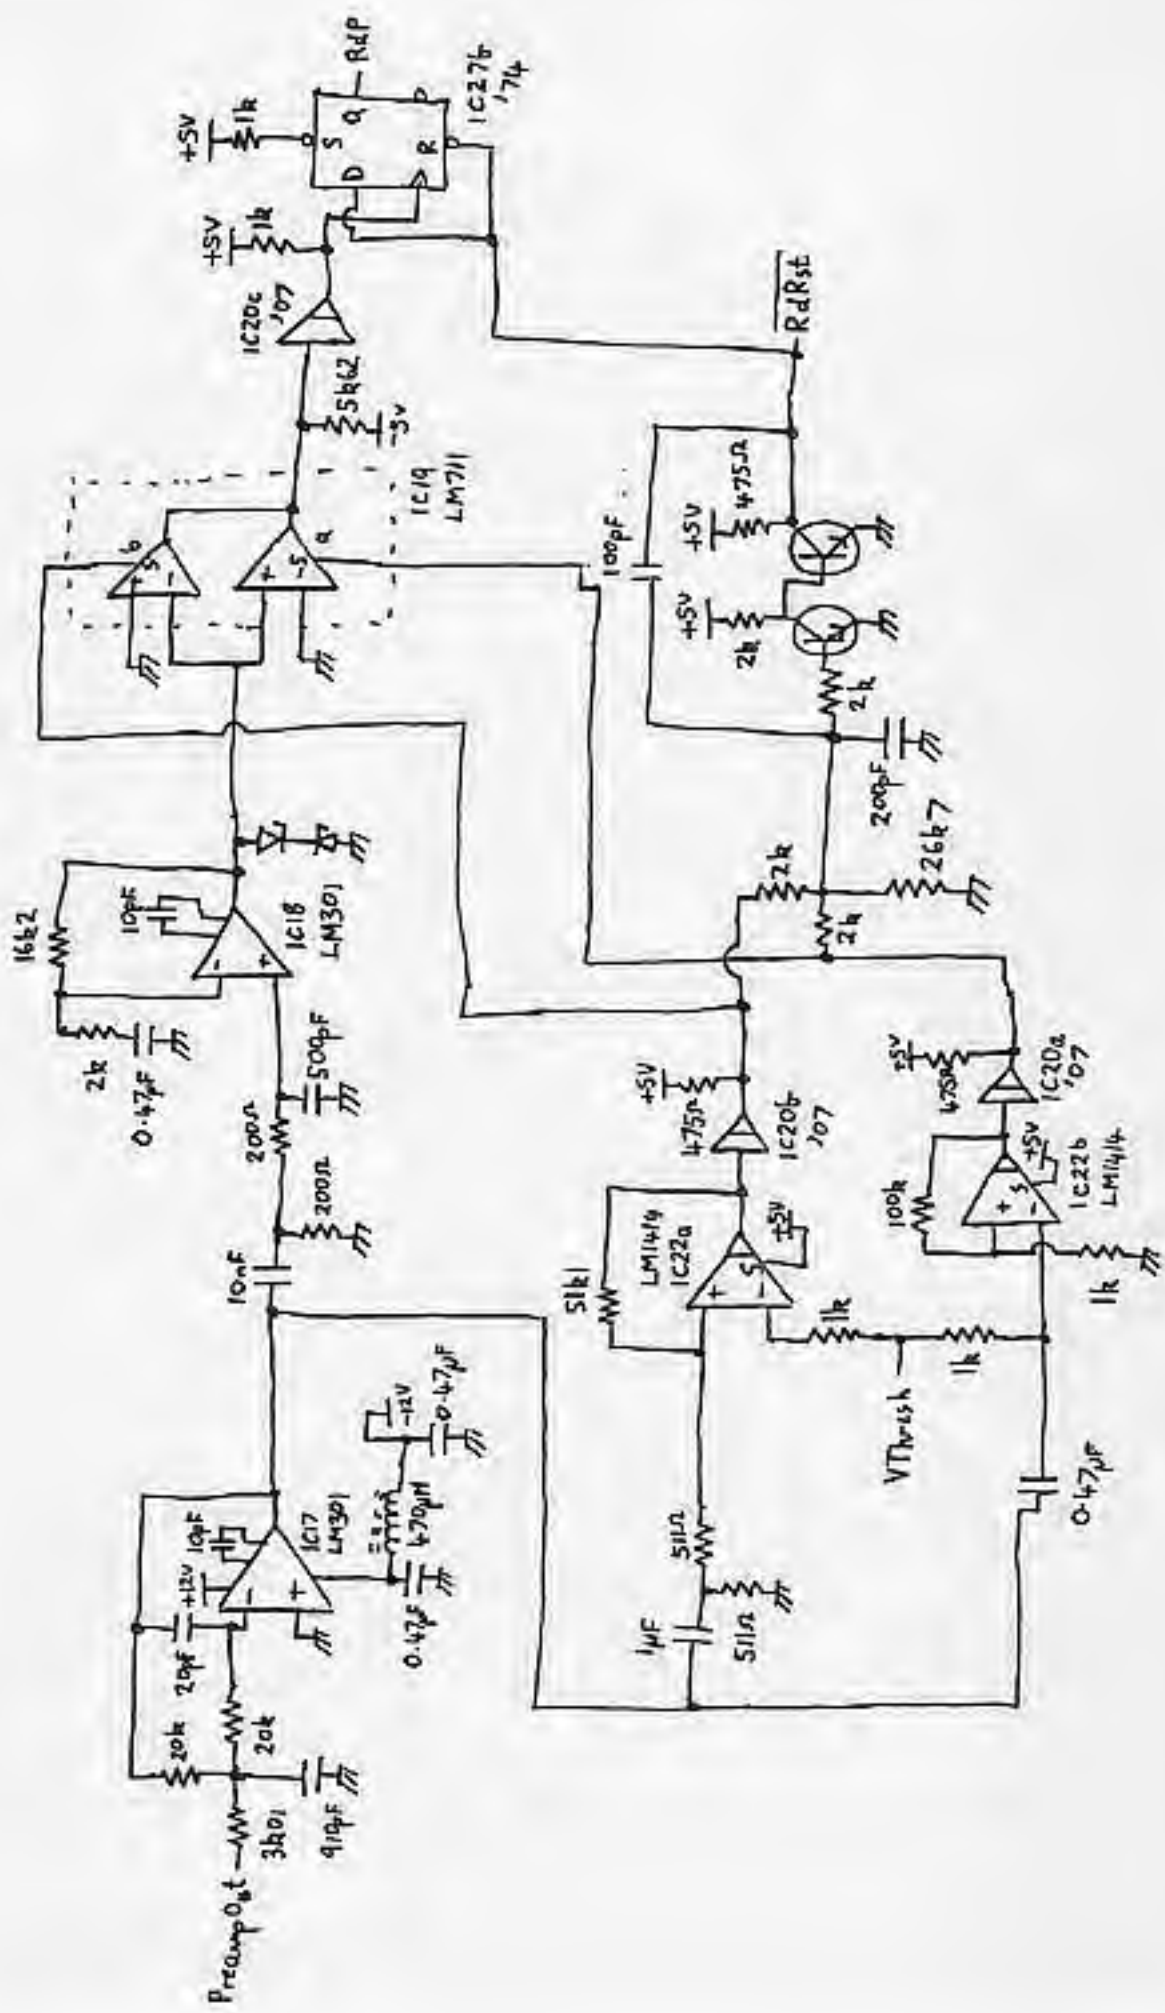 PreampOut
3k01
910pF
20k
20k
20pF
+12V
10pF
-
+
IC17
LM301
0.47µF
470µH
-12V
0.47µF
10nF
200Ω
200Ω
500pF
2k
0.47µF
16k2
10pF
-
+
IC18
LM301
+
S
b
-
+
-
S
a
IC19
LM711
5k62
-5V
IC20c
'07
+5V
1k
+5V
1k
S
D
Q
R
RdP
IC27b
'74
1µF
511Ω
511Ω
51k1
LM1414
IC22a
+
-
S
+5V
475Ω
+5V
IC20b
'07
1k
VThresh
1k
0.47µF
100k
1k
+
-
S
+5V
IC22b
LM1414
+5V
475Ω
IC20a
'07
2k
2k
26k7
200pF
2k
100pF
+5V
2k
+5V
475Ω
RdRst